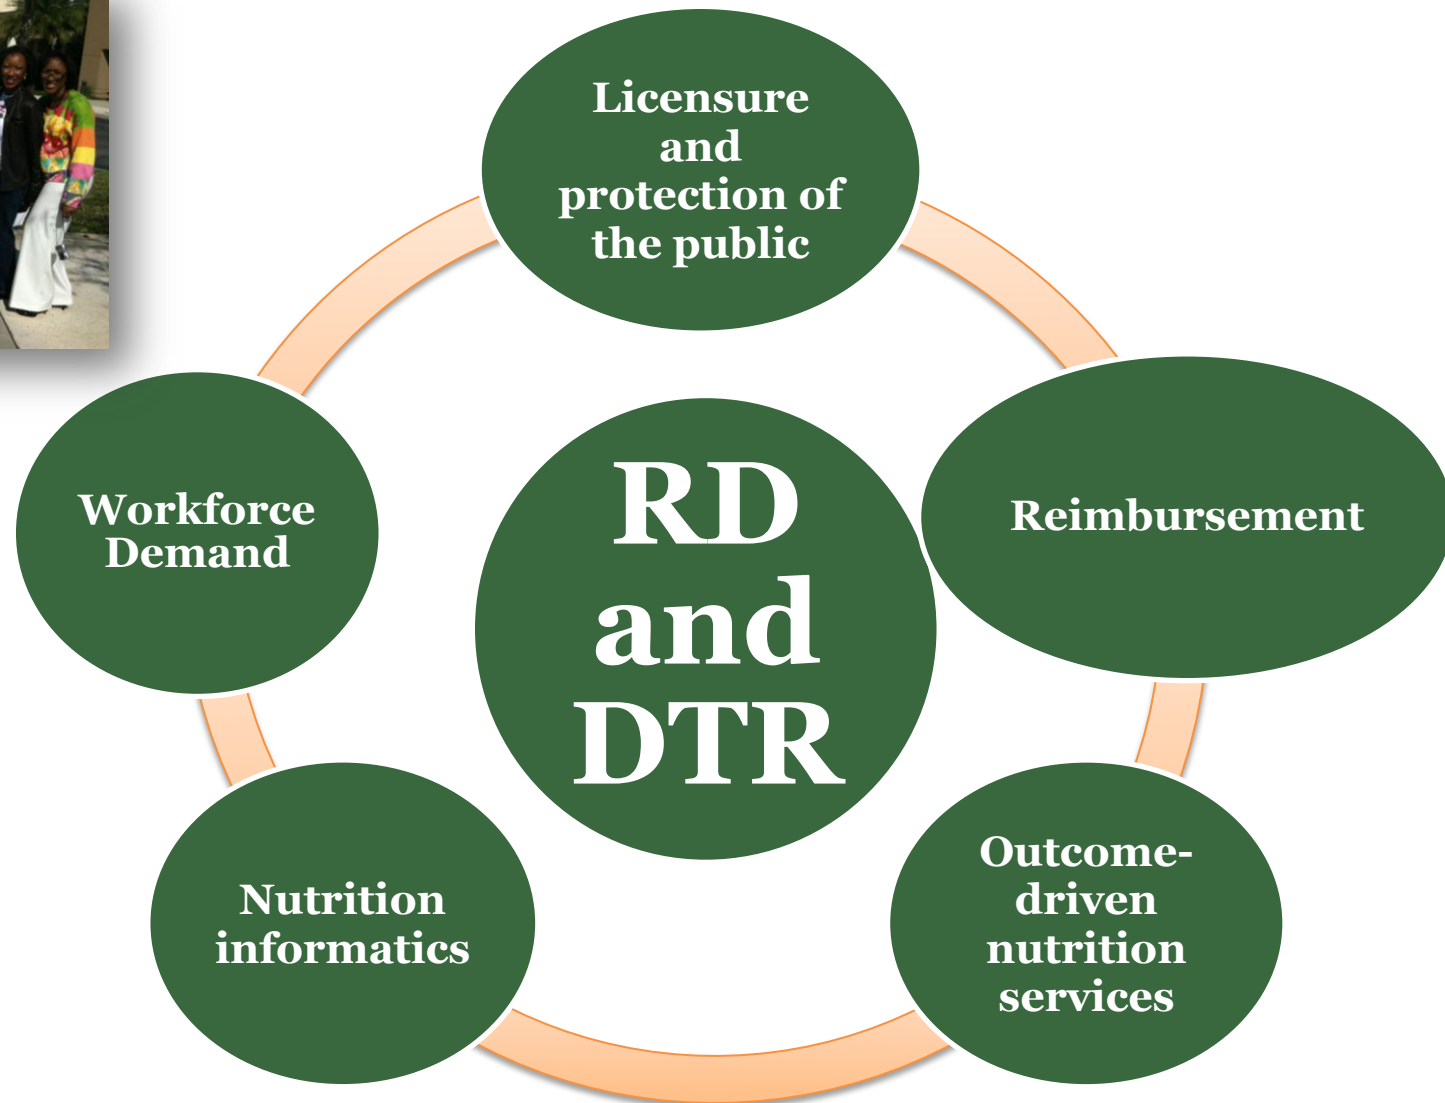 Licensure
and
protection of
the public
Workforce
Demand
RD
and
DTR
Reimbursement
Nutrition
informatics
Outcome-
driven
nutrition
services